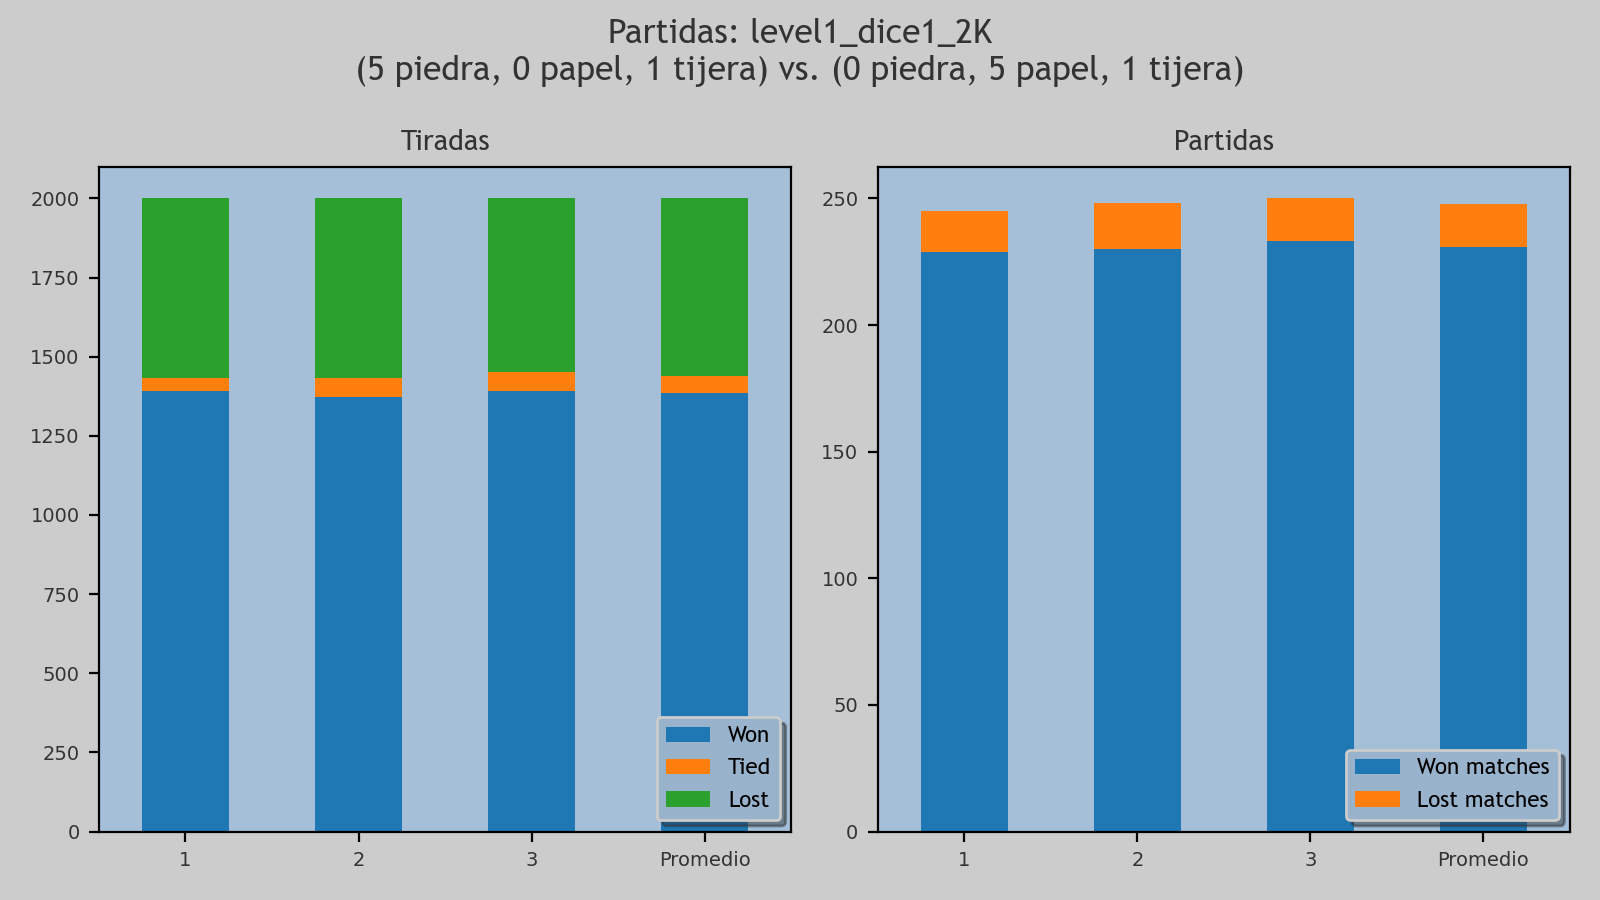 Partidas: level1_dice1_2K
(5 piedra, 0 papel, 1 tijera) vs. (0 piedra, 5 papel, 1 tijera)
Tiradas
2000
1750
1500
1250
1000
750
500
250
0
1
2
3
Promedio
Won
Tied
Lost
Partidas
250
200
150
100
50
0
1
2
3
Promedio
Won matches
Lost matches